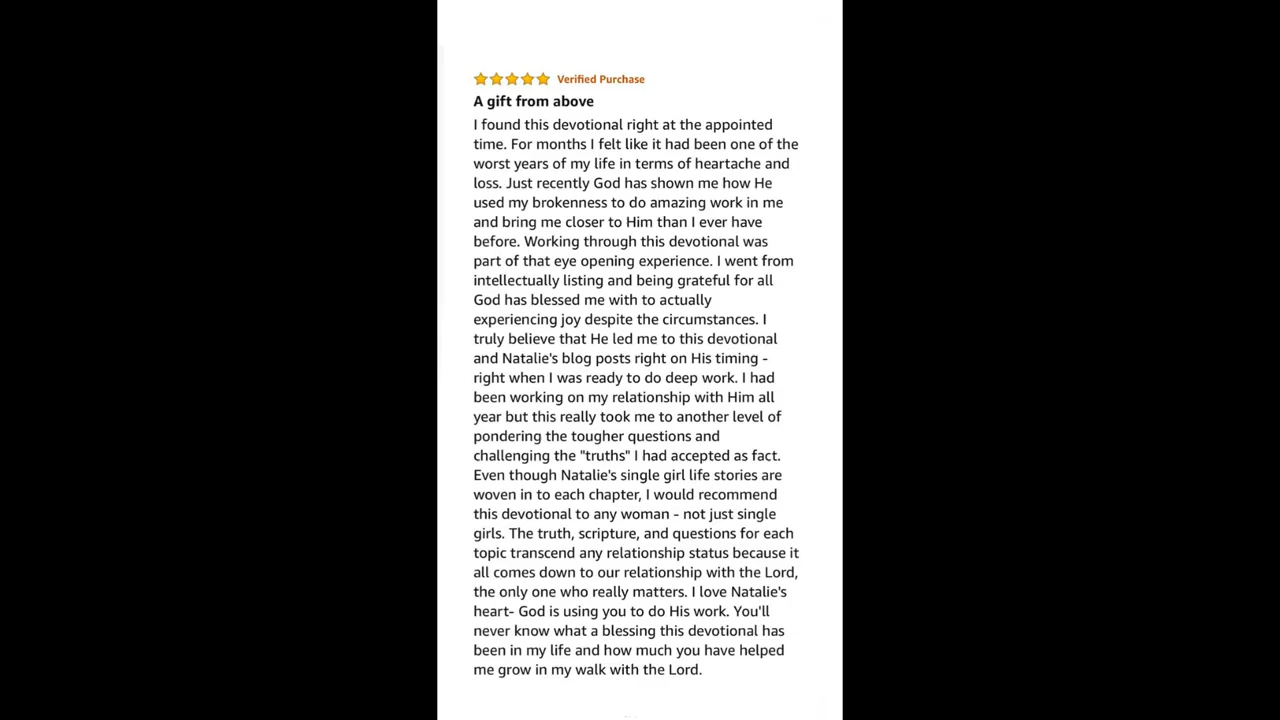 Verified Purchase
A gift from above
I found this devotional right at the appointed
time. For months I felt like it had been one of the
worst years of my life in terms of heartache and
loss. Just recently God has shown me how He
used my brokenness to do amazing work in me
and bring me closer to Him than I ever have
before. Working through this devotional was
part of that eye opening experience. I went from
intellectually listing and being grateful for all
God has blessed me with to actually
experiencing joy despite the circumstances. I
truly believe that He led me to this devotional
and Natalie's blog posts right on His timing -
right when I was ready to do deep work. I had
been working on my relationship with Him all
year but this really took me to another level of
pondering the tougher questions and
challenging the "truths" I had accepted as fact.
Even though Natalie's single girl life stories are
woven in to each chapter, I would recommend
this devotional to any woman - not just single
girls. The truth, scripture, and questions for each
topic transcend any relationship status because it
all comes down to our relationship with the Lord,
the only one who really matters. I love Natalie's
heart- God is using you to do His work. You'll
never know what a blessing this devotional has
been in my life and how much you have helped
me grow in my walk with the Lord.